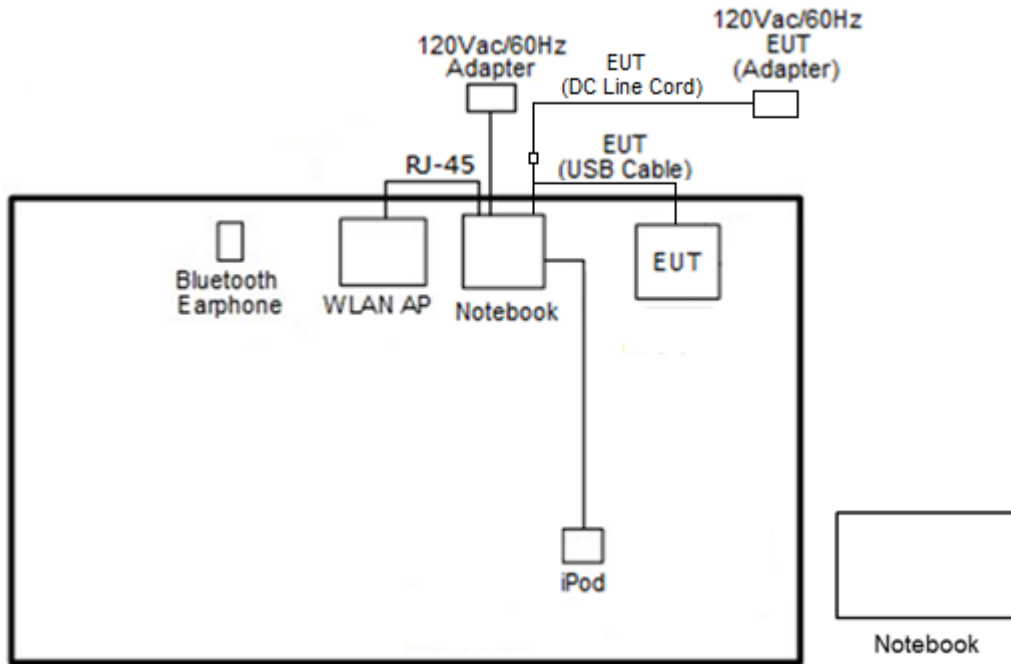 120Vac/60Hz
Adapter
EUT
(DC Line Cord)
120Vac/60Hz
EUT
(Adapter)
RJ-45
EUT
(USB Cable)
Bluetooth
Earphone
WLAN AP
Notebook
EUT
iPod
Notebook